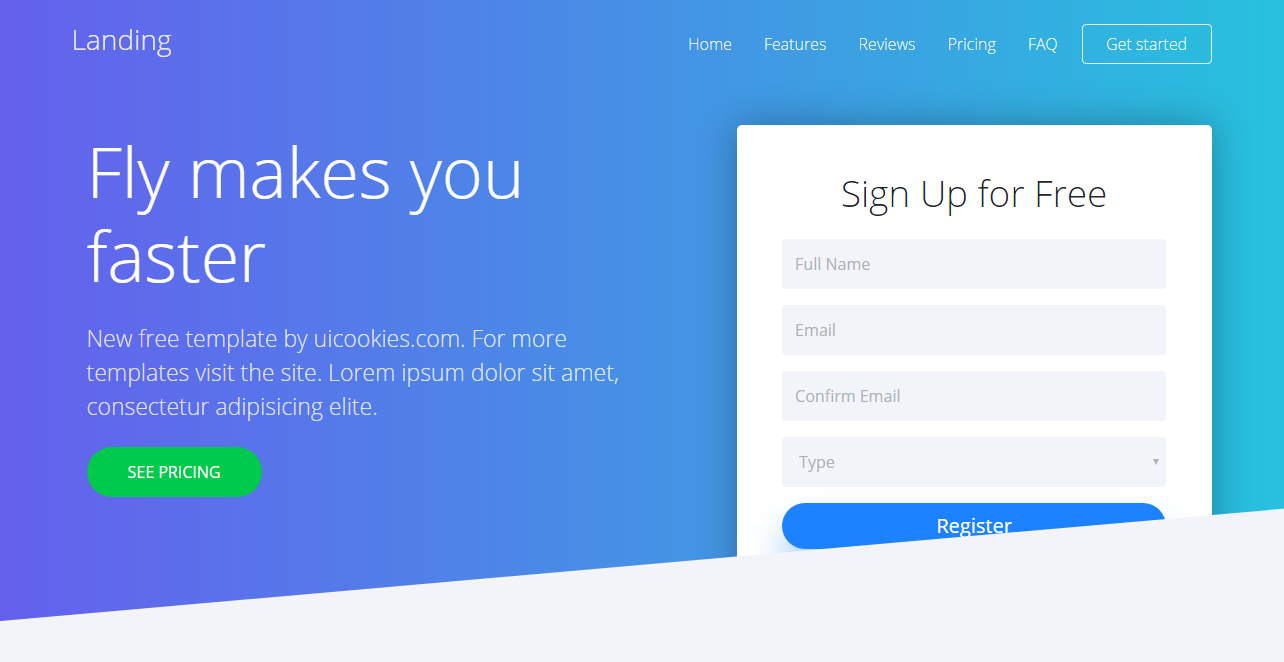 Landing
Home
Features
Reviews
Pricing
FAQ
Get started
Fly makes you
faster
New free template by uicookies.com. For more
templates visit the site. Lorem ipsum dolor sit amet,
consectetur adipisicing elite.
SEE PRICING
Sign Up for Free
Full Name
Email
Confirm Email
Type
Register